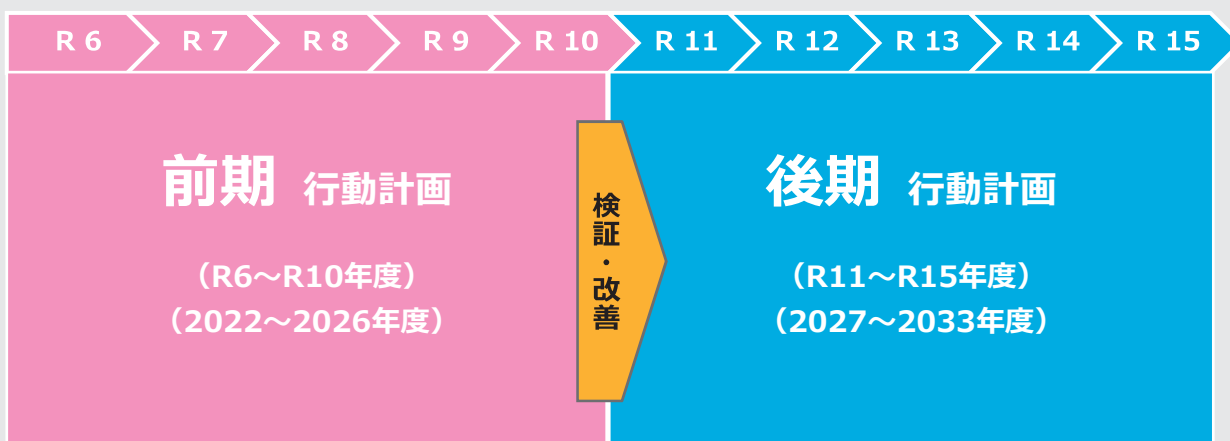 R 6 R 7 R 8 R 9 R 10 R 11 R 12 R 13 R 14 R 15
前期 行動計画
（R6～R10年度）
（2022～2026年度）
検証・改善
後期 行動計画
（R11～R15年度）
（2027～2033年度）